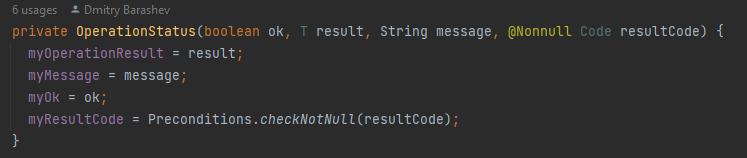 6 usages Dmitry Barashev
private OperationStatus(boolean ok, T result, String message, @Nonnull Code resultCode) {
  myOperationResult = result;
  myMessage = message;
  myOk = ok;
  myResultCode = Preconditions.checkNotNull(resultCode);
}